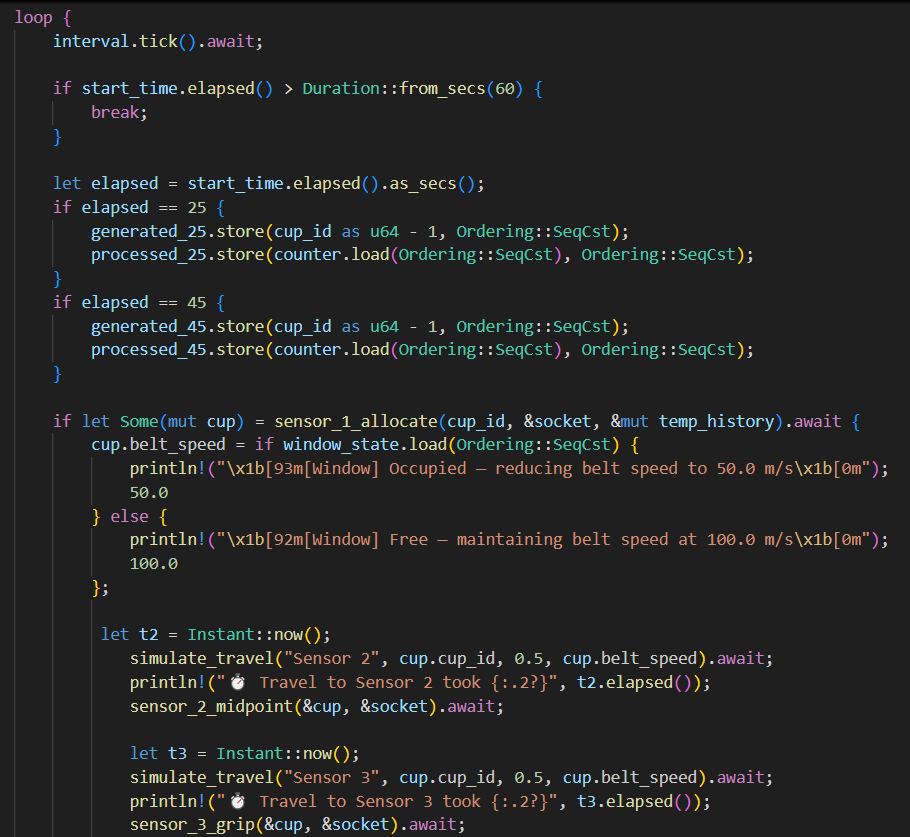 loop {
    interval.tick().await;

    if start_time.elapsed() > Duration::from_secs(60) {
        break;
    }

    let elapsed = start_time.elapsed().as_secs();
    if elapsed == 25 {
        generated_25.store(cup_id as u64 - 1, Ordering::SeqCst);
        processed_25.store(counter.load(Ordering::SeqCst), Ordering::SeqCst);
    }
    if elapsed == 45 {
        generated_45.store(cup_id as u64 - 1, Ordering::SeqCst);
        processed_45.store(counter.load(Ordering::SeqCst), Ordering::SeqCst);
    }

    if let Some(mut cup) = sensor_1_allocate(cup_id, &socket, &mut temp_history).await {
        cup.belt_speed = if window_state.load(Ordering::SeqCst) {
            println!("\x1b[93m[Window] Occupied — reducing belt speed to 50.0 m/s\x1b[0m");
            50.0
        } else {
            println!("\x1b[92m[Window] Free — maintaining belt speed at 100.0 m/s\x1b[0m");
            100.0
        };

         let t2 = Instant::now();
            simulate_travel("Sensor 2", cup.cup_id, 0.5, cup.belt_speed).await;
            println!("⏱ Travel to Sensor 2 took {:.2?}", t2.elapsed());
            sensor_2_midpoint(&cup, &socket).await;

            let t3 = Instant::now();
            simulate_travel("Sensor 3", cup.cup_id, 0.5, cup.belt_speed).await;
            println!("⏱ Travel to Sensor 3 took {:.2?}", t3.elapsed());
            sensor_3_grip(&cup, &socket).await;